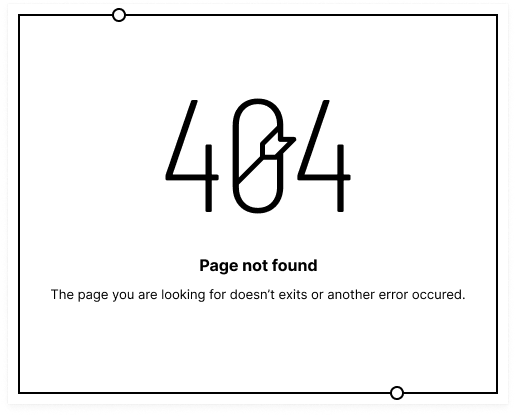 404
Page not found
The page you are looking for doesn’t exits or another error occured.